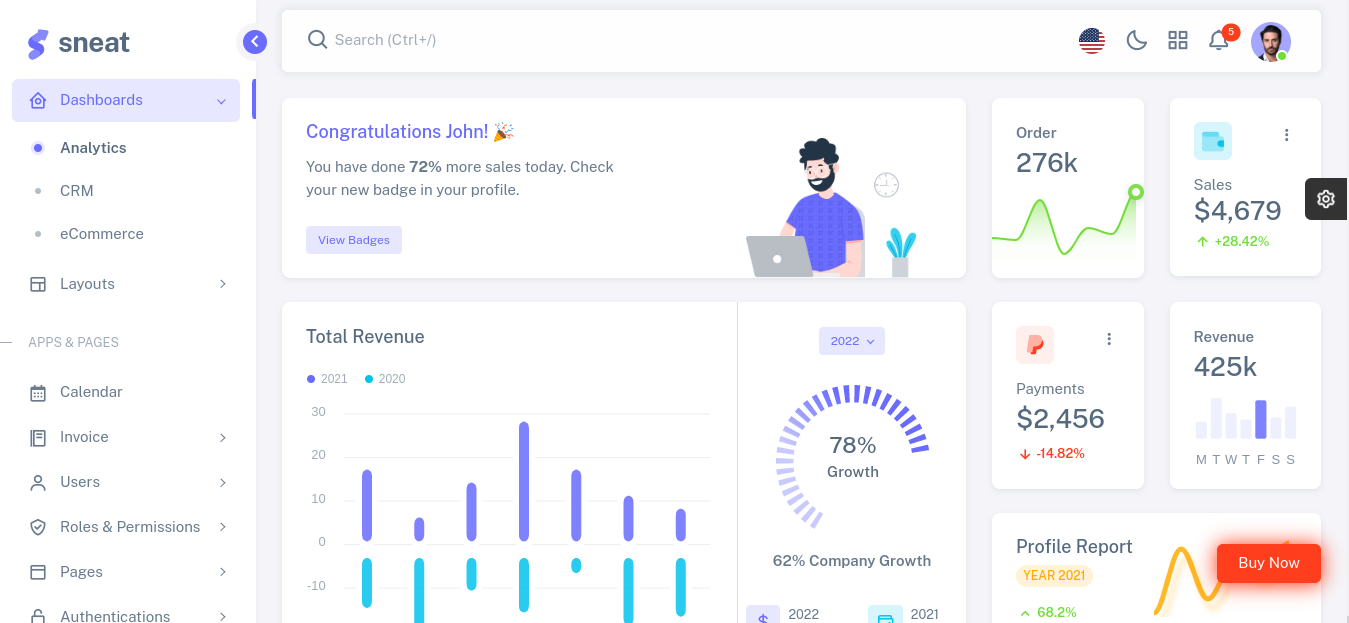 sneat
Search (Ctrl+/)
5
Dashboards
Analytics
CRM
eCommerce
Layouts
APPS & PAGES
Calendar
Invoice
Users
Roles & Permissions
Pages
Authentications
Congratulations John! 🎉
You have done 72% more sales today. Check
your new badge in your profile.
View Badges
Order
276k
Sales
$4,679
+28.42%
Total Revenue
2021 2020
30
20
10
0
-10
2022
78%
Growth
62% Company Growth
$ 2022
2021
Payments
$2,456
-14.82%
Revenue
425k
M T W T F S S
Profile Report
YEAR 2021
68.2%
Buy Now